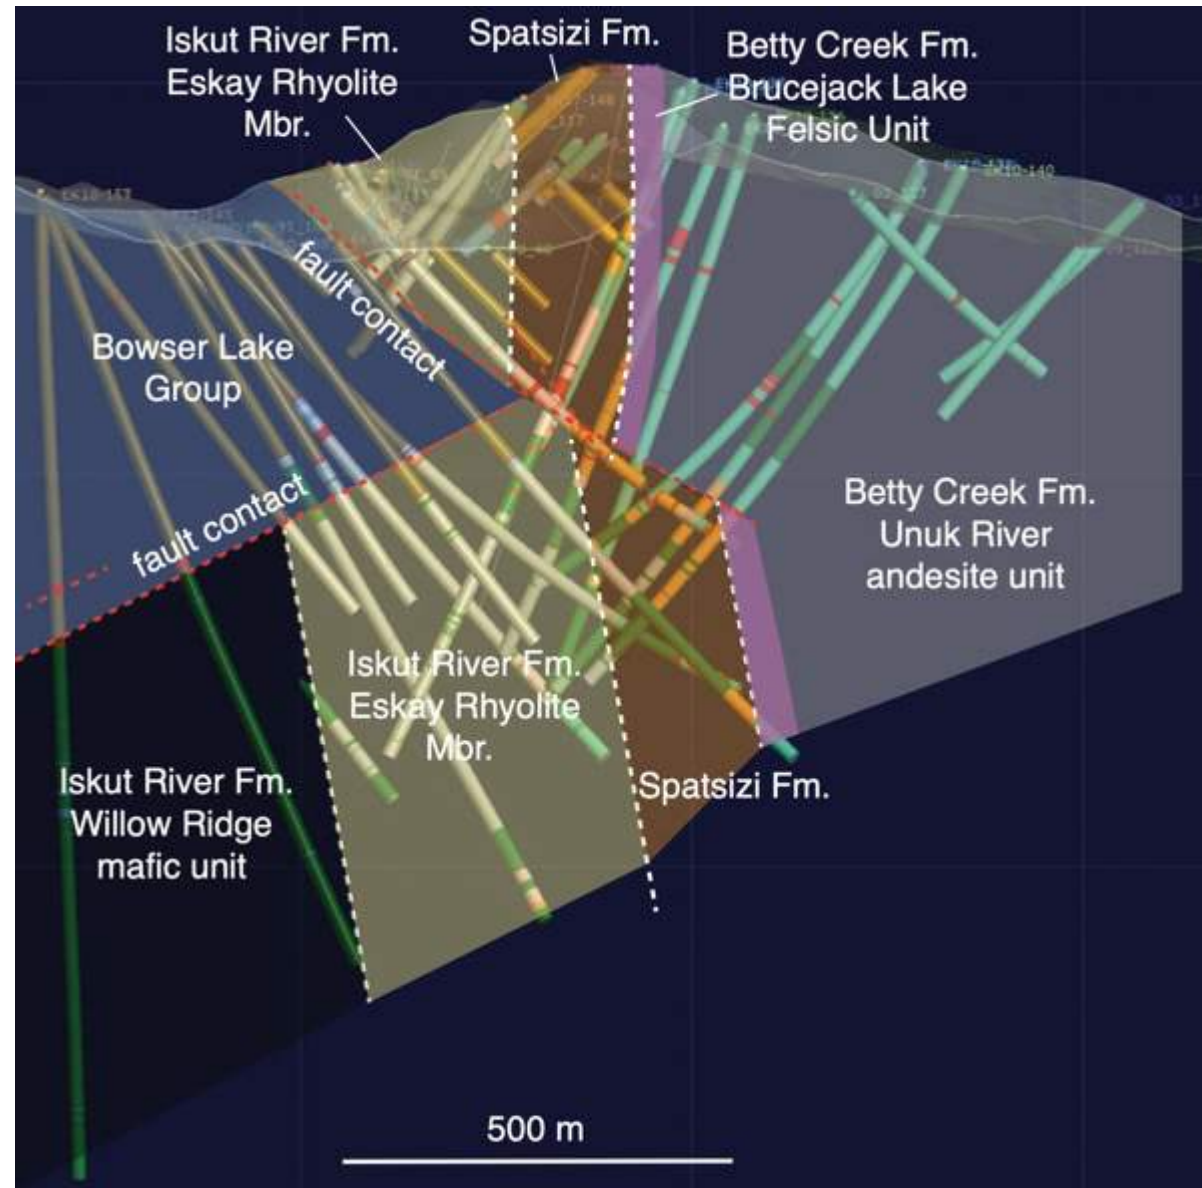 Iskut River Fm.
Eskay Rhyolite
Mbr.
Spatsizi Fm.
Betty Creek Fm.
Brucejack Lake
Felsic Unit
fault contact
Bowser Lake
Group
fault contact
Betty Creek Fm.
Unuk River
andesite unit
Iskut River Fm.
Eskay Rhyolite
Mbr.
Iskut River Fm.
Willow Ridge
mafic unit
Spatsizi Fm.
500 m